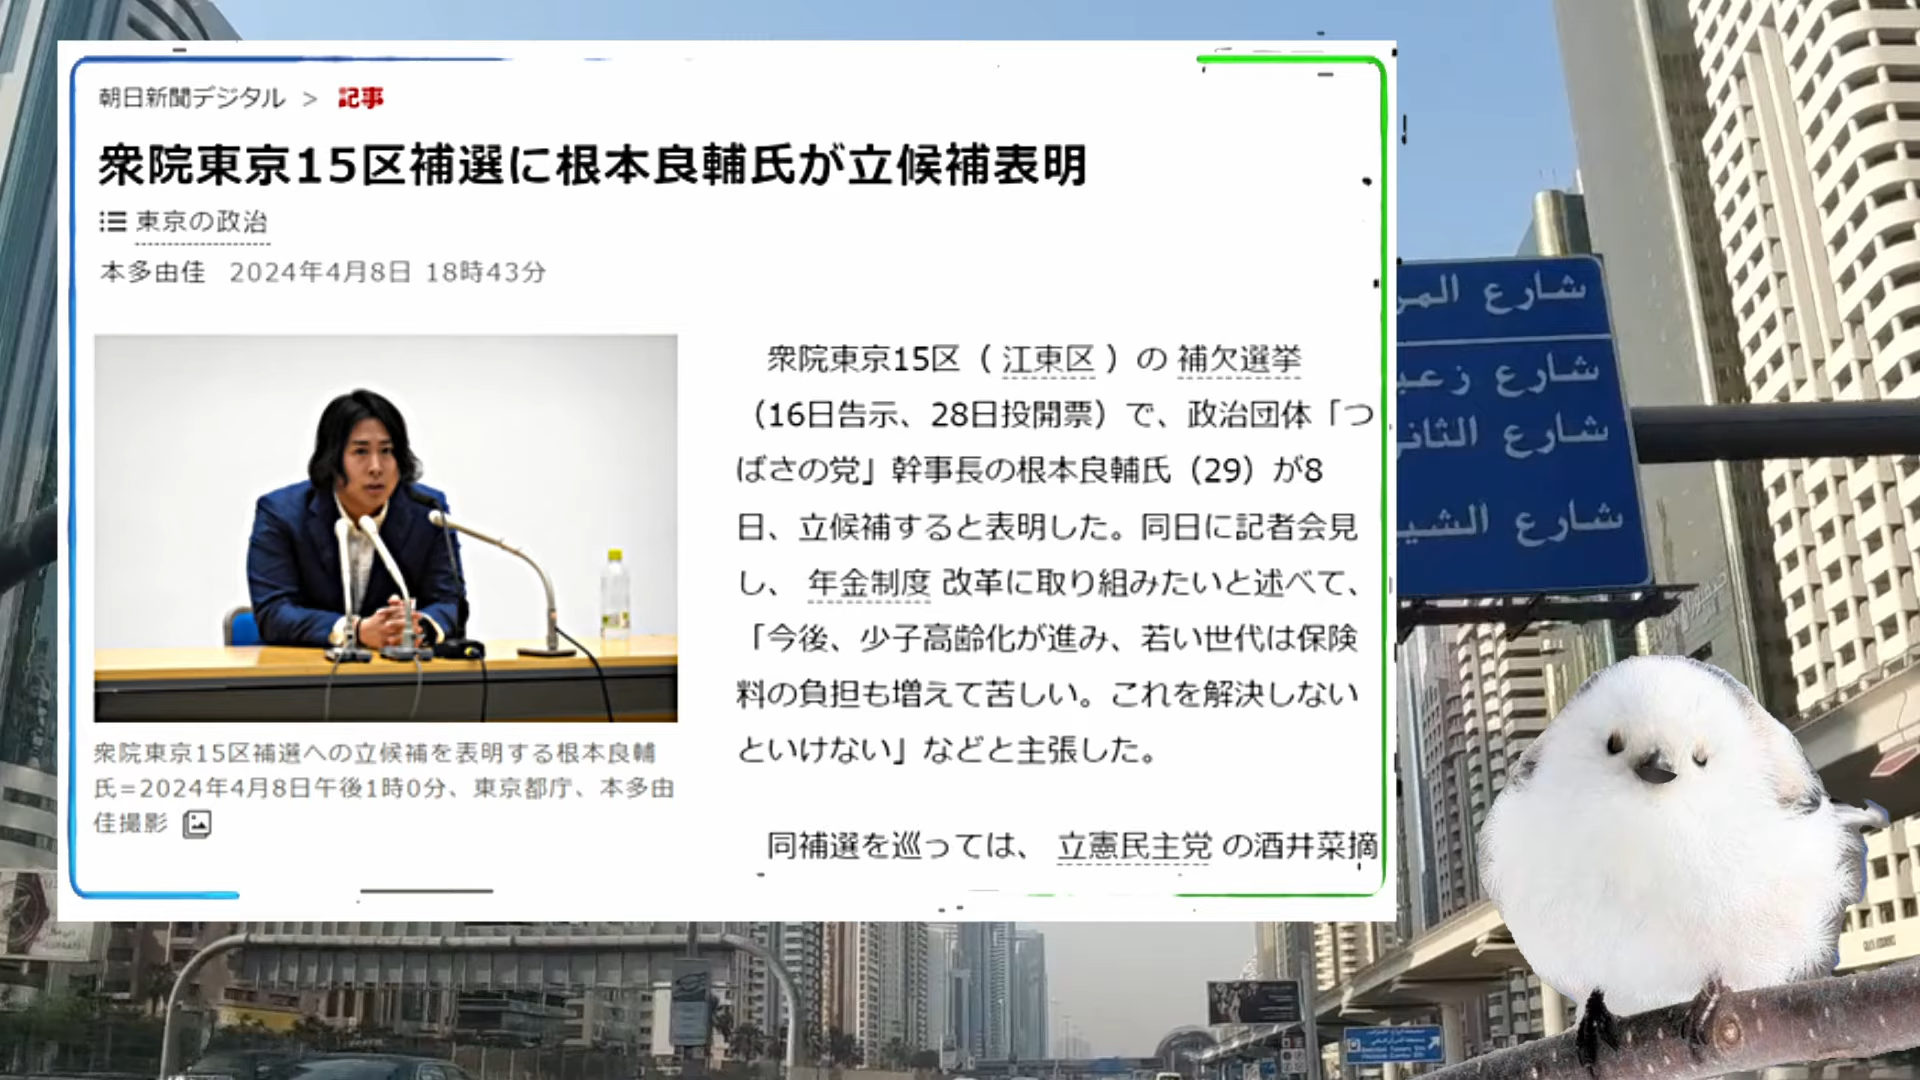 朝日新聞デジタル > 記事
衆院東京15区補選に根本良輔氏が立候補表明
東京の政治
本多由佳 2024年4月8日 18時43分
衆院東京15区（江東区）の補欠選挙
（16日告示、28日投開票）で、政治団体「つ
ばさの党」幹事長の根本良輔氏（29）が8
日、立候補すると表明した。同日に記者会見
し、年金制度改革に取り組みたいと述べて、
「今後、少子高齢化が進み、若い世代は保険
料の負担も増えて苦しい。これを解決しない
といけない」などと主張した。
同補選を巡っては、立憲民主党の酒井菜摘
衆院東京15区補選への立候補を表明する根本良輔
氏=2024年4月8日午後1時0分、東京都庁、本多由
佳撮影
شارع المر
شارع زعبـ
شارع الثان
شارع الشيـ